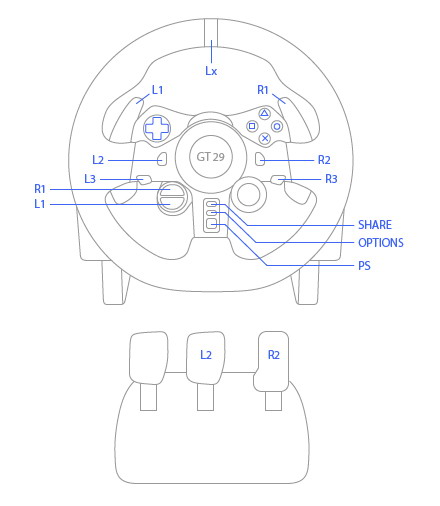 Lx
L1
R1
GT 29
L2
R2
L3
R3
R1
L1
SHARE
OPTIONS
PS
L2
R2